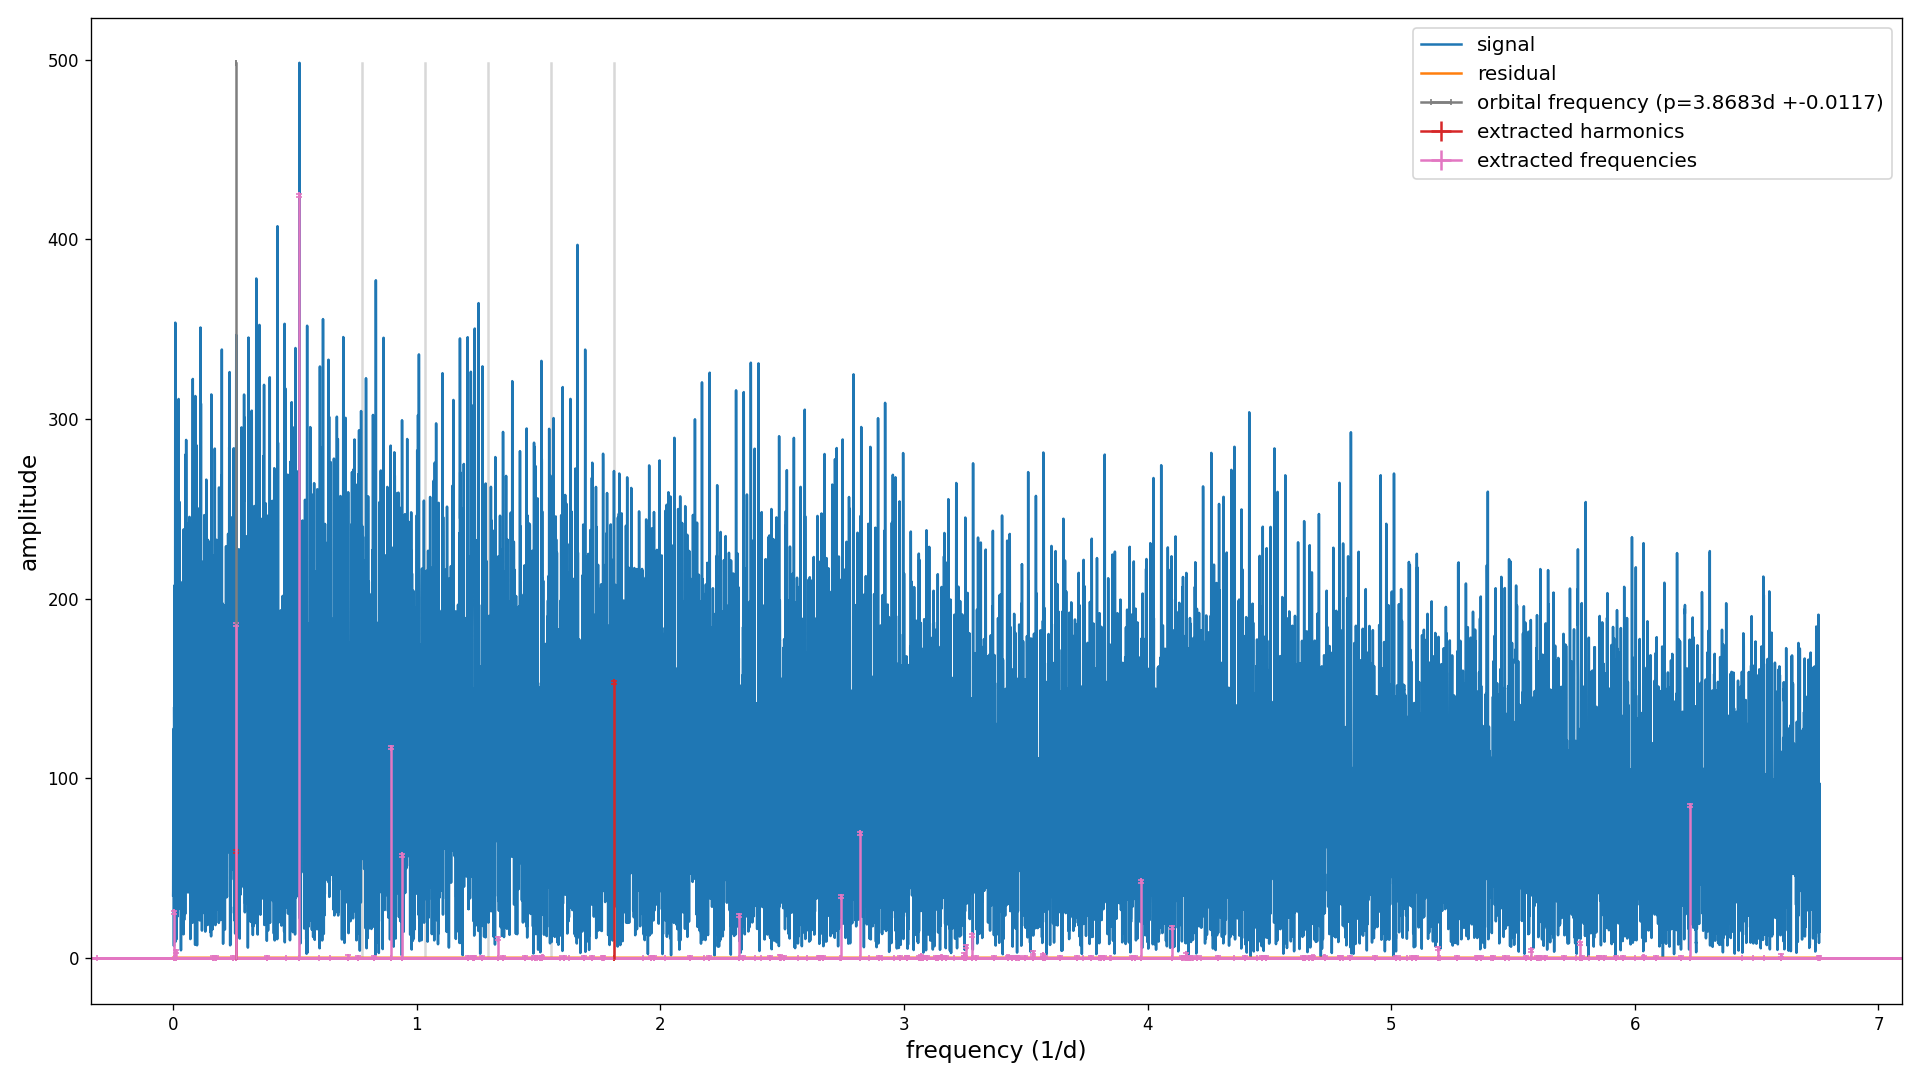 signal
residual
orbital frequency (p=3.8683d +-0.0117)
extracted harmonics
extracted frequencies
500
400
300
200
100
0
amplitude
0 1 2 3 4 5 6 7
frequency (1/d)